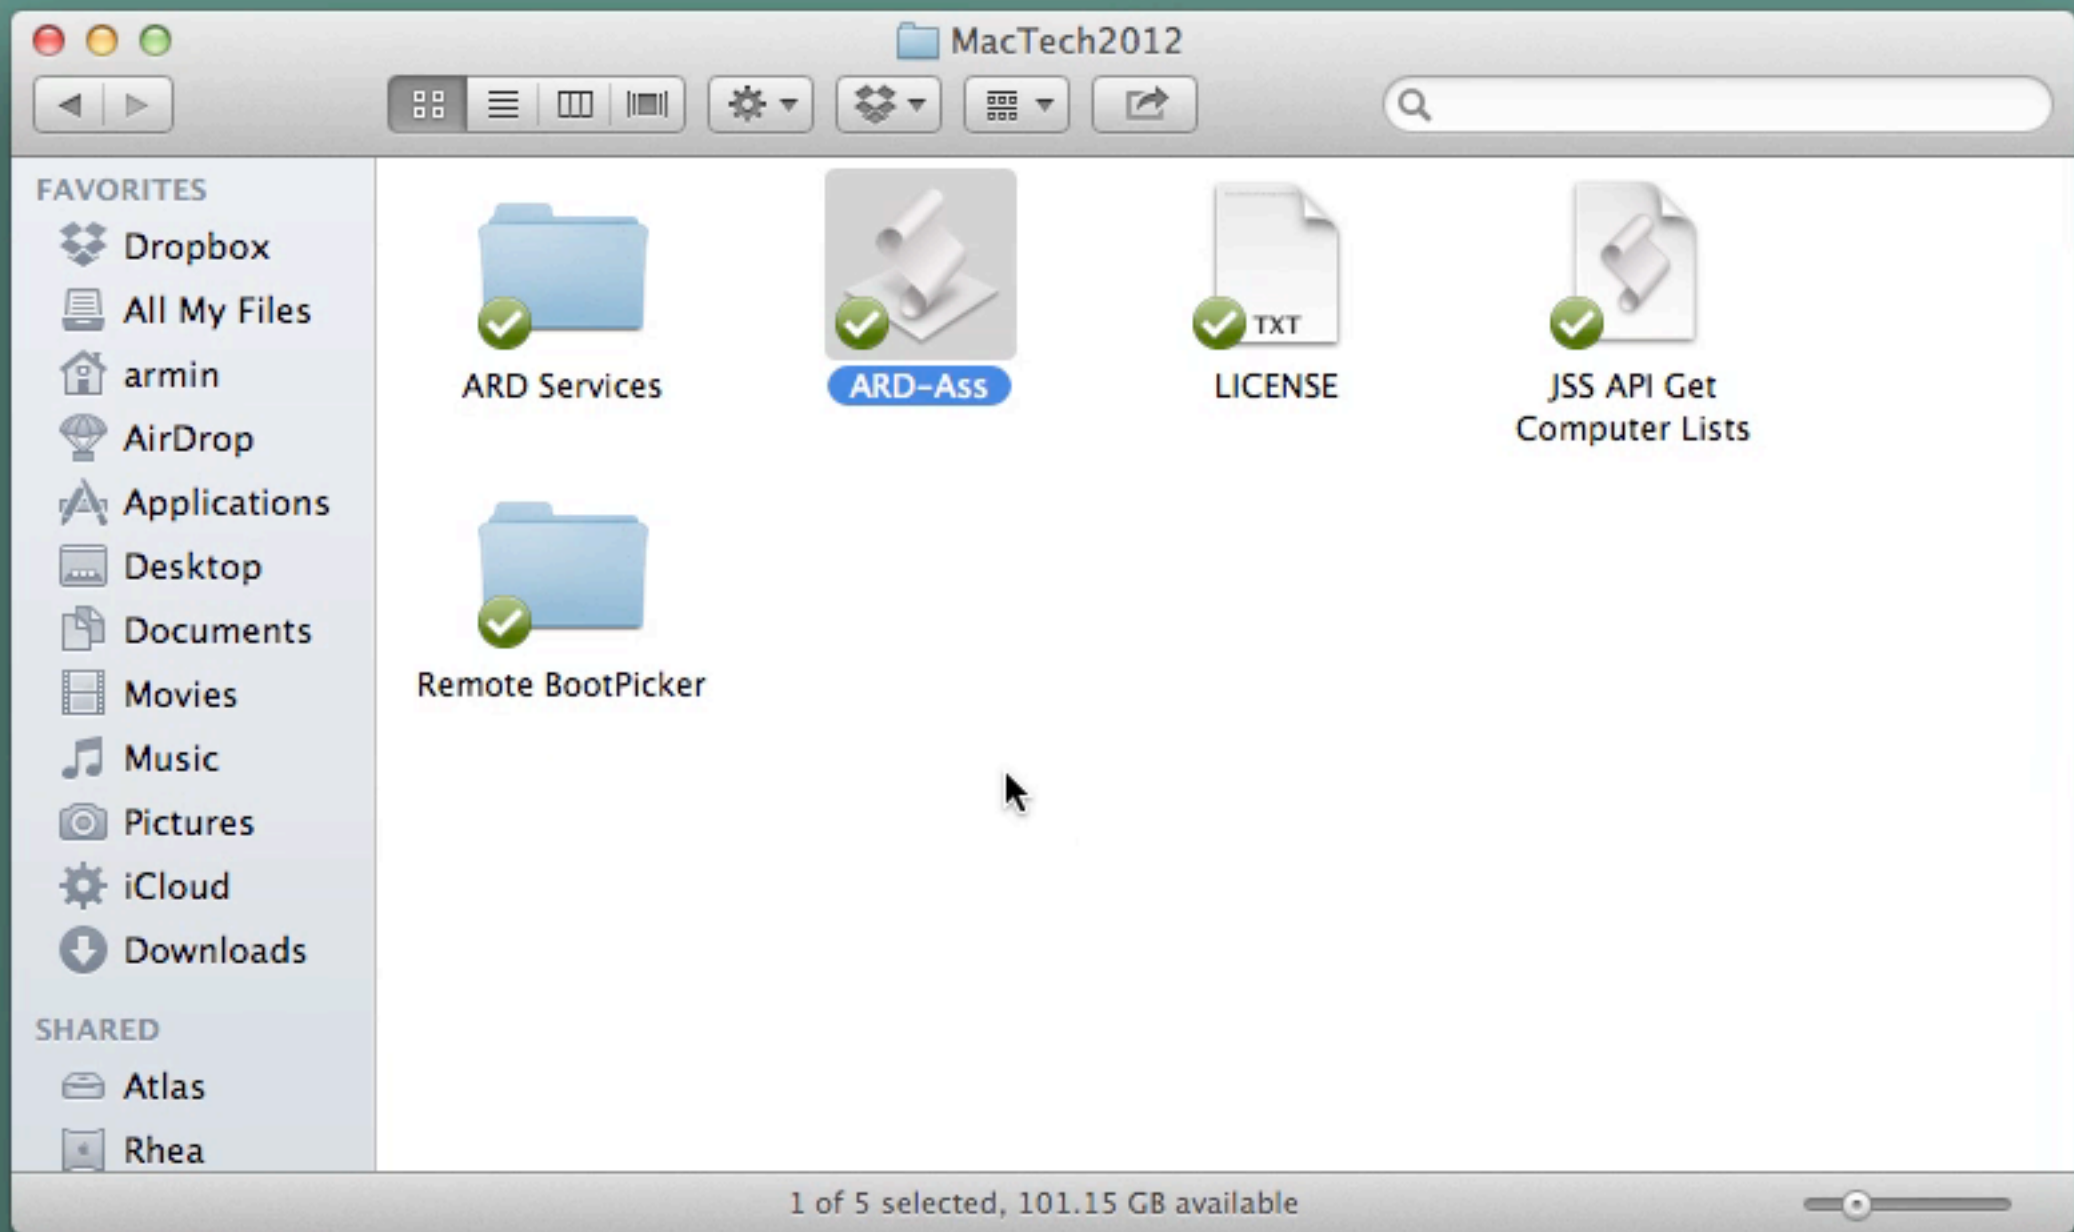 MacTech2012
FAVORITES
Dropbox
All My Files
armin
AirDrop
Applications
Desktop
Documents
Movies
Music
Pictures
iCloud
Downloads
SHARED
Atlas
Rhea
ARD Services
ARD-Ass
TXT
LICENSE
JSS API Get
Computer Lists
Remote BootPicker
1 of 5 selected, 101.15 GB available